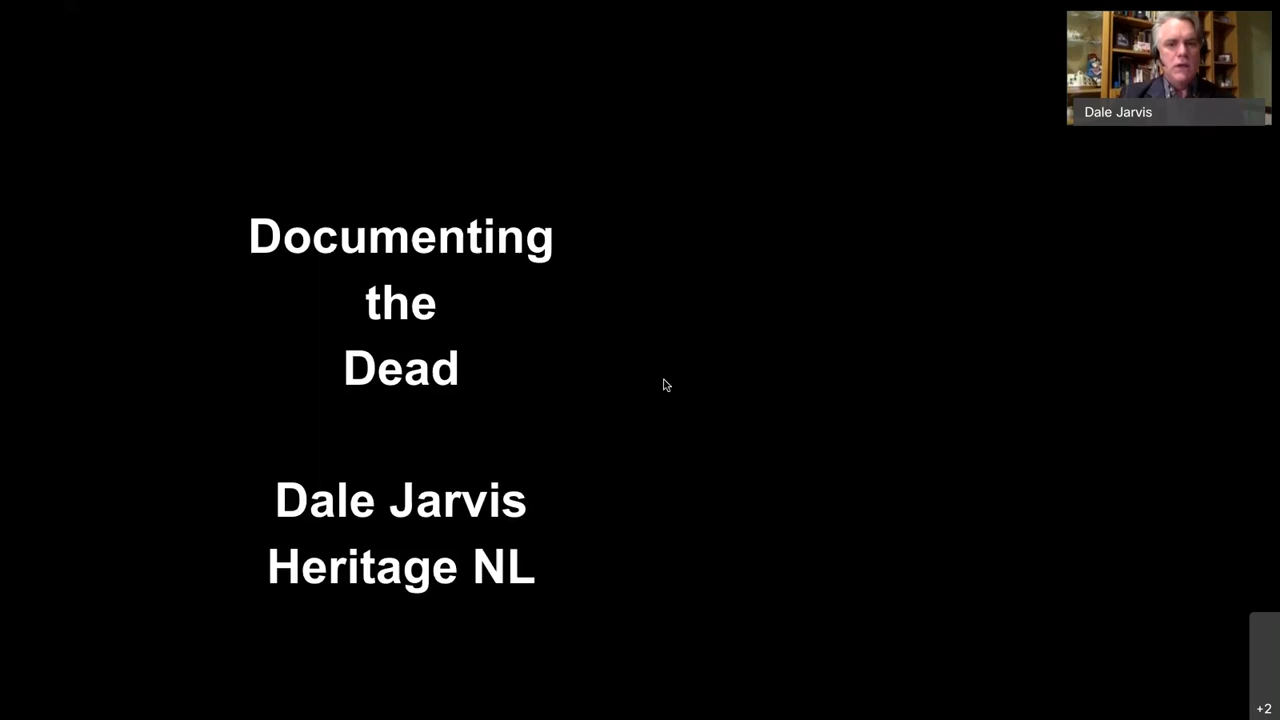 Dale Jarvis
Documenting
the
Dead
Dale Jarvis
Heritage NL
+2